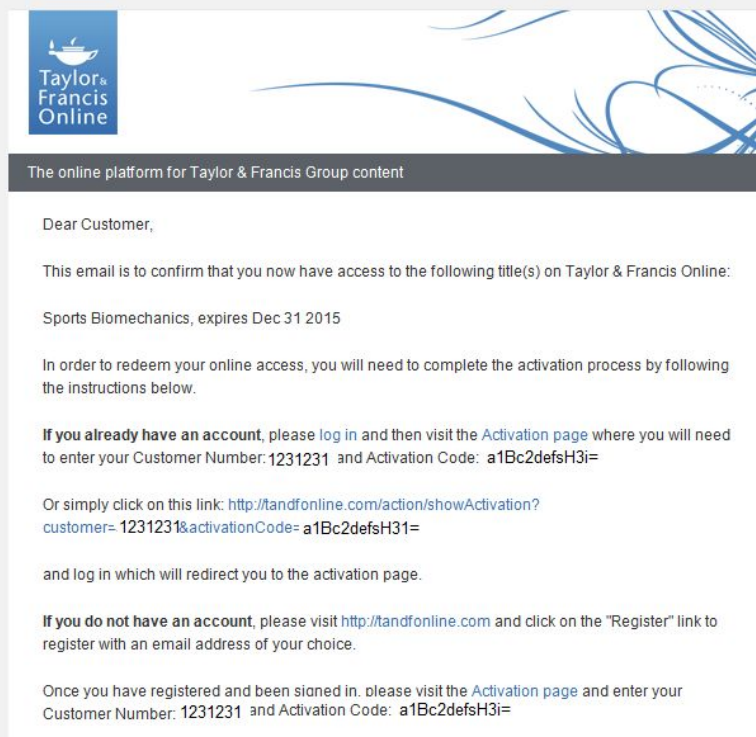 Taylor&
Francis
Online
The online platform for Taylor & Francis Group content
Dear Customer,
This email is to confirm that you now have access to the following title(s) on Taylor & Francis Online:
Sports Biomechanics, expires Dec 31 2015
In order to redeem your online access, you will need to complete the activation process by following
the instructions below.
If you already have an account, please log in and then visit the Activation page where you will need
to enter your Customer Number: 1231231 and Activation Code: a1Bc2defsH3i=
Or simply click on this link: http://tandfonline.com/action/showActivation?
customer= 1231231&activationCode= a1Bc2defsH31=
and log in which will redirect you to the activation page.
If you do not have an account, please visit http://tandfonline.com and click on the "Register" link to
register with an email address of your choice.
Once you have registered and been signed in, please visit the Activation page and enter your
Customer Number: 1231231 and Activation Code: a1Bc2defsH3i=